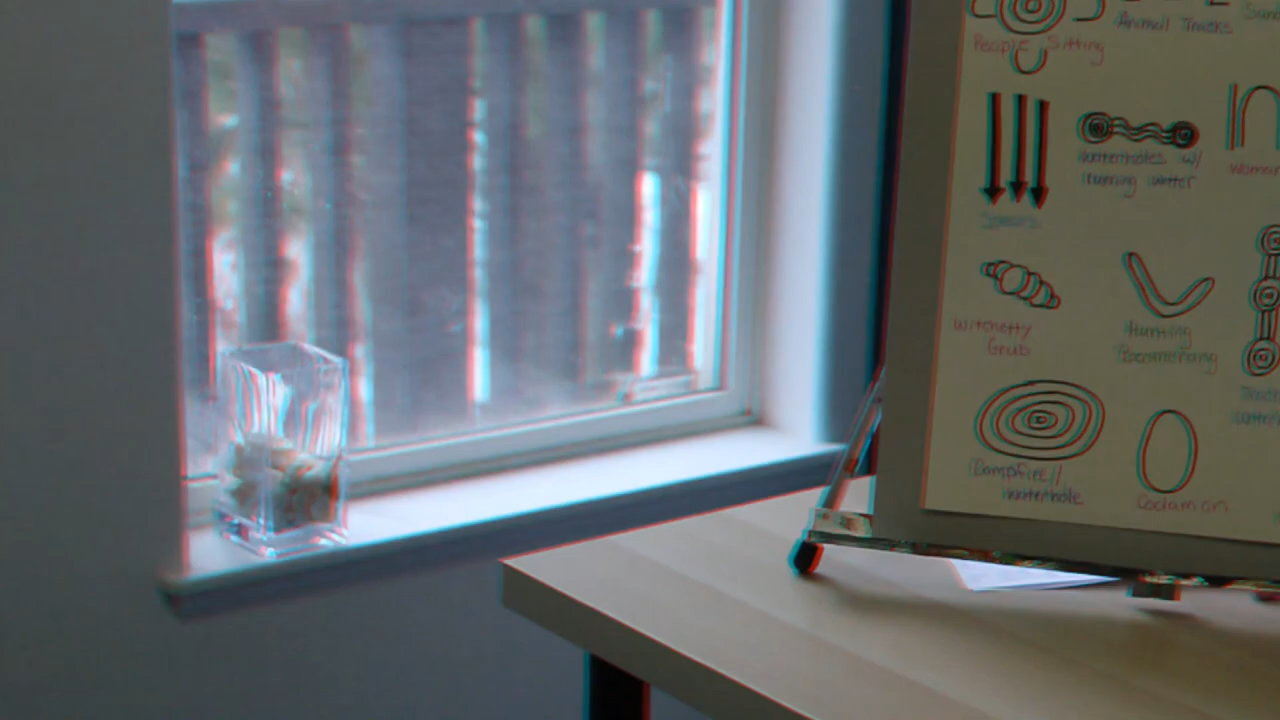 Animal Tracks
People Sitting
Waterholes w/
running water
Spears
Witchetty
Grub
Hunting
Boomerang
Campfire/
waterhole
Coolamon